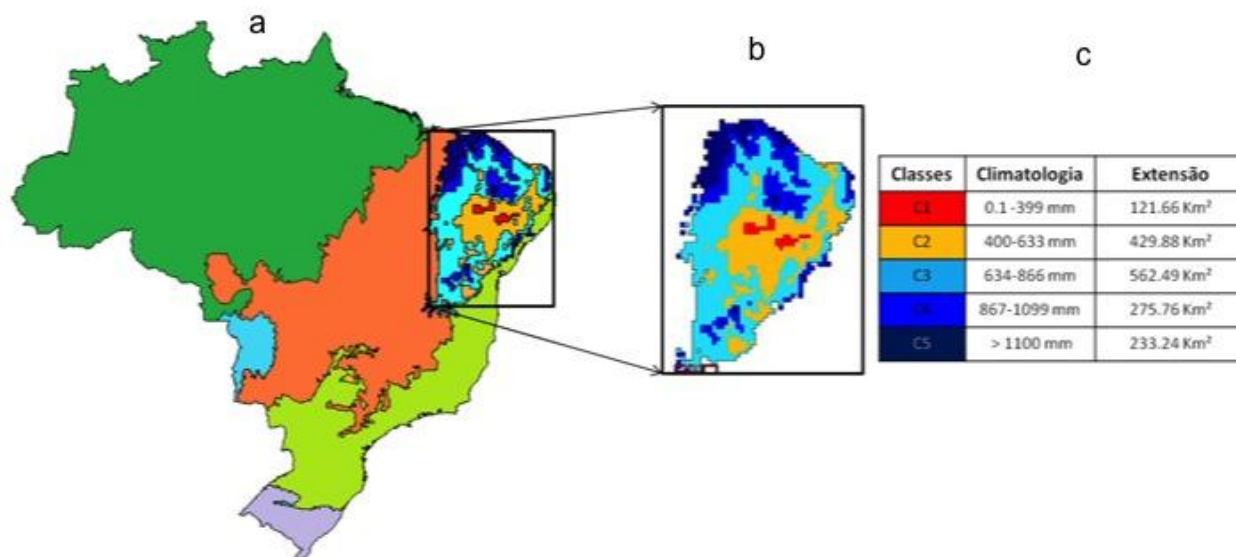 a
b
c
Classes Climatologia Extensão
C1 0.1 -399 mm 121.66 Km²
C2 400-633 mm 429.88 Km²
C3 634-866 mm 562.49 Km²
867-1099 mm 275.76 Km²
C5 > 1100 mm 233.24 Km²